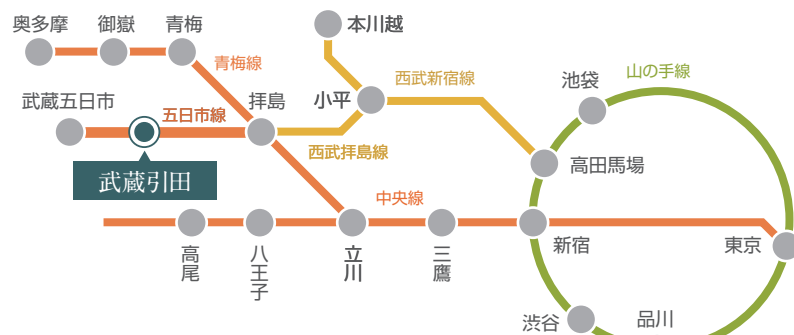 奥多摩
御嶽
青梅
本川越
青梅線
西武新宿線
山の手線
池袋
武蔵五日市
五日市線
拝島
小平
西武拝島線
高田馬場
武蔵引田
中央線
高尾
八王子
立川
三鷹
新宿
東京
渋谷
品川